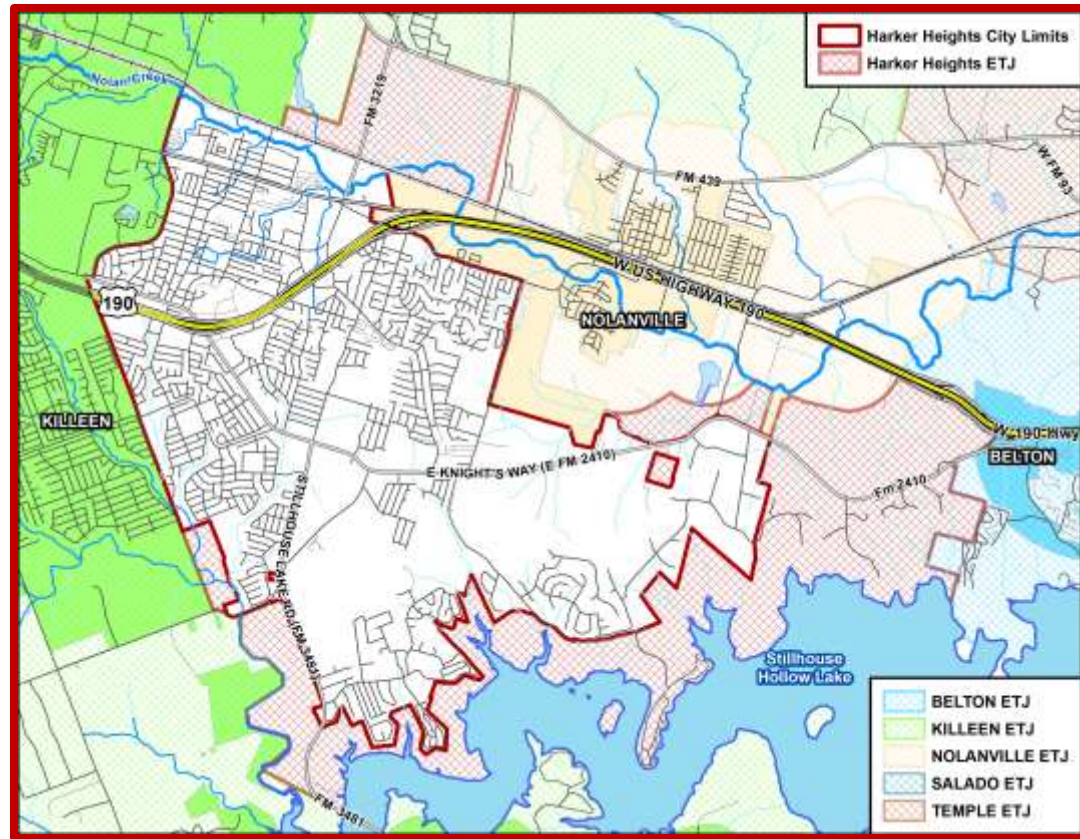 Harker Heights City Limits
Harker Heights ETJ
Nolan Creek
FM 3219
FM 439
W FM 93
W US HIGHWAY 190
190
NOLANVILLE
KILLEEN
W 190 Hwy
BELTON
E KNIGHT'S WAY (E FM 2410)
Fm 2410
STILLHOUSE LAKE RD (FM 3481)
Stillhouse
Hollow Lake
FM 3481
BELTON ETJ
KILLEEN ETJ
NOLANVILLE ETJ
SALADO ETJ
TEMPLE ETJ